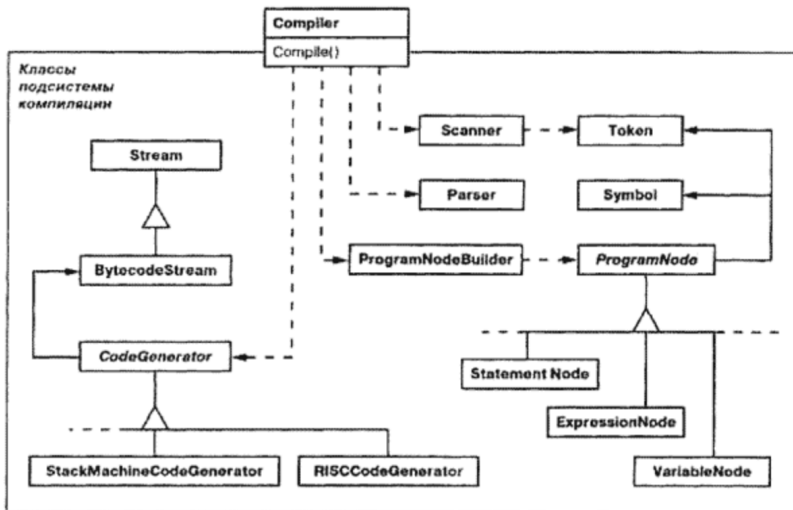 Compiler
Compile()
Классы
подсистемы
компиляции
Scanner
Token
Stream
Parser
Symbol
BytecodeStream
ProgramNodeBuilder
ProgramNode
CodeGenerator
Statement Node
ExpressionNode
StackMachineCodeGenerator
RISCCodeGenerator
VariableNode